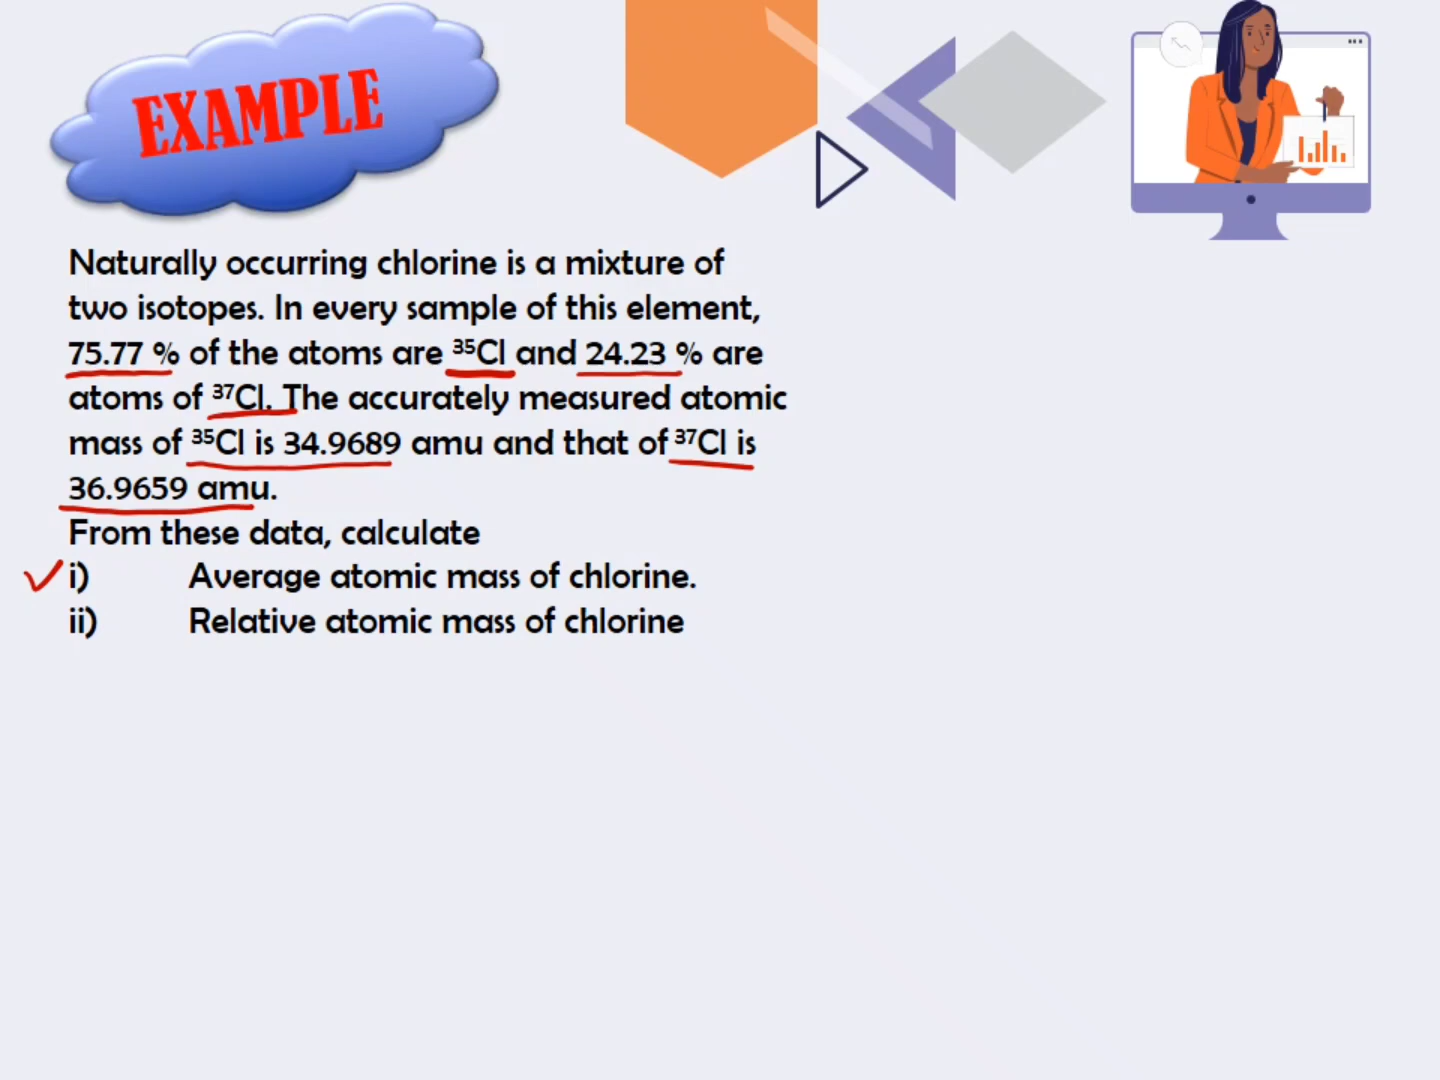 EXAMPLE
Naturally occurring chlorine is a mixture of
two isotopes. In every sample of this element,
75.77 % of the atoms are ³⁵Cl and 24.23 % are
atoms of ³⁷Cl. The accurately measured atomic
mass of ³⁵Cl is 34.9689 amu and that of ³⁷Cl is
36.9659 amu.
From these data, calculate
i) Average atomic mass of chlorine.
ii) Relative atomic mass of chlorine